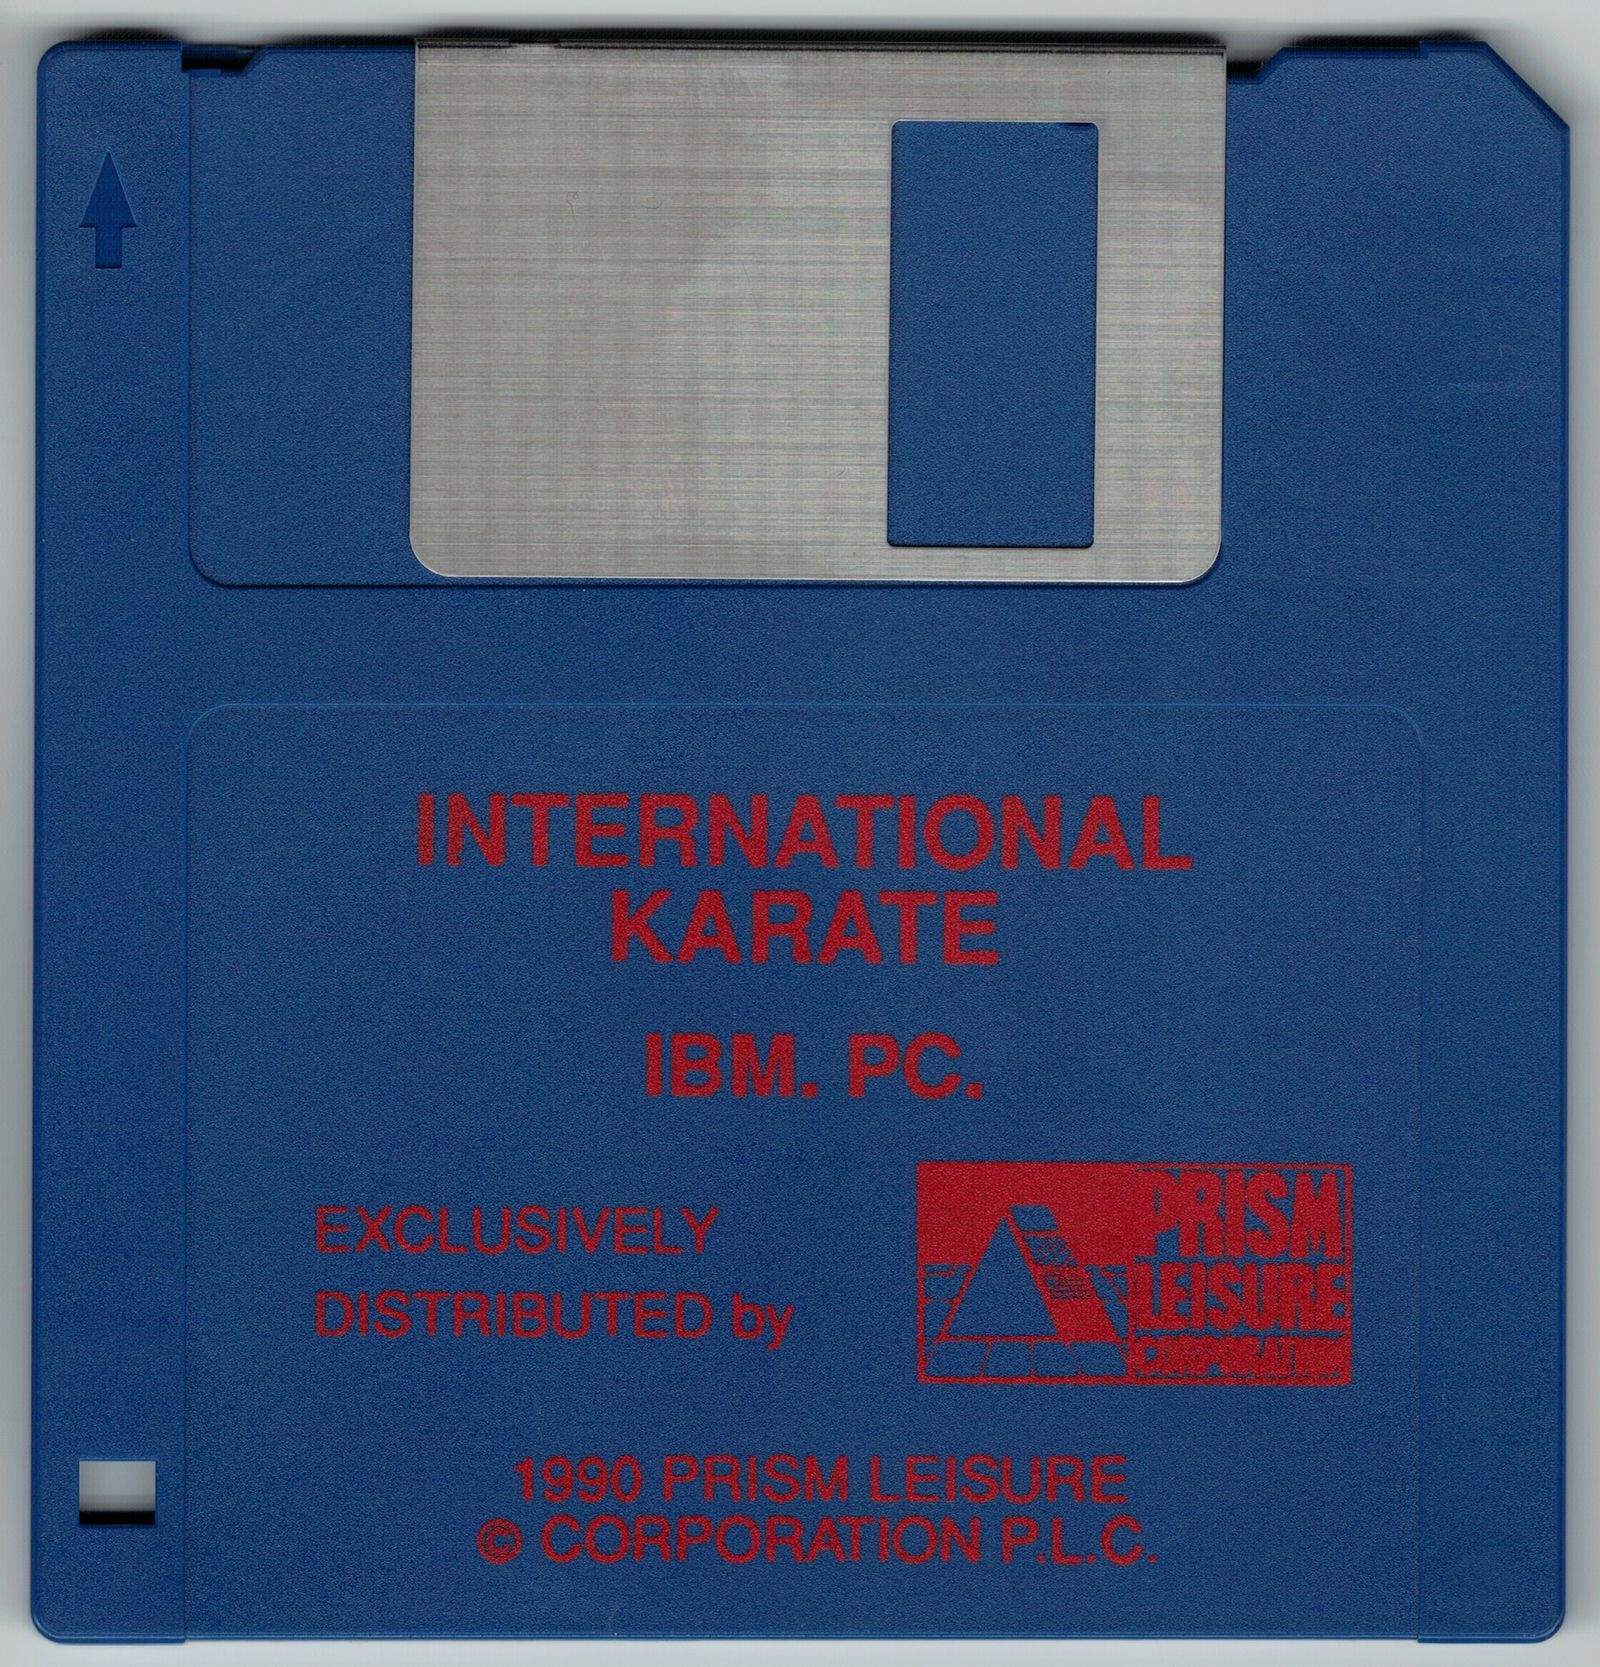 INTERNATIONAL
KARATE
IBM. PC.
EXCLUSIVELY
DISTRIBUTED by
PRISM
LEISURE
CORPORATION
1990 PRISM LEISURE
© CORPORATION P.L.C.